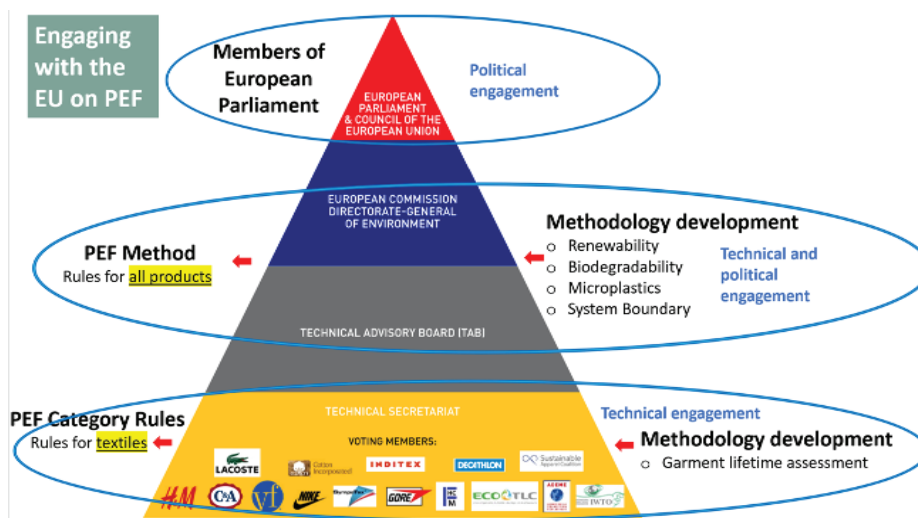 Engaging
with the
EU on PEF
Members of
European
Parliament
Political
engagement
EUROPEAN
PARLIAMENT
& COUNCIL OF THE
EUROPEAN UNION
EUROPEAN COMMISSION
DIRECTORATE-GENERAL
OF ENVIRONMENT
PEF Method
Rules for all products
Methodology development
o Renewability
o Biodegradability
o Microplastics
o System Boundary
Technical and
political
engagement
TECHNICAL ADVISORY BOARD (TAB)
PEF Category Rules
Rules for textiles
TECHNICAL SECRETARIAT
Technical engagement
VOTING MEMBERS:
Methodology development
o Garment lifetime assessment
LACOSTE
Cotton
Incorporated
INDITEX
DECATHLON
Sustainable
Apparel Coalition
H&M
C&A
vf
NIKE
GORE
ECO TLC
ADEME
IWTO